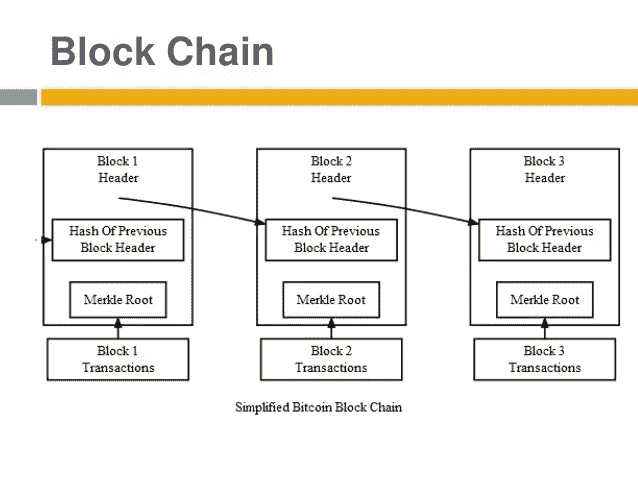 Block Chain
Block 1
Header
Hash Of Previous
Block Header
Merkle Root
Block 1
Transactions
Block 2
Header
Hash Of Previous
Block Header
Merkle Root
Block 2
Transactions
Block 3
Header
Hash Of Previous
Block Header
Merkle Root
Block 3
Transactions
Simplified Bitcoin Block Chain